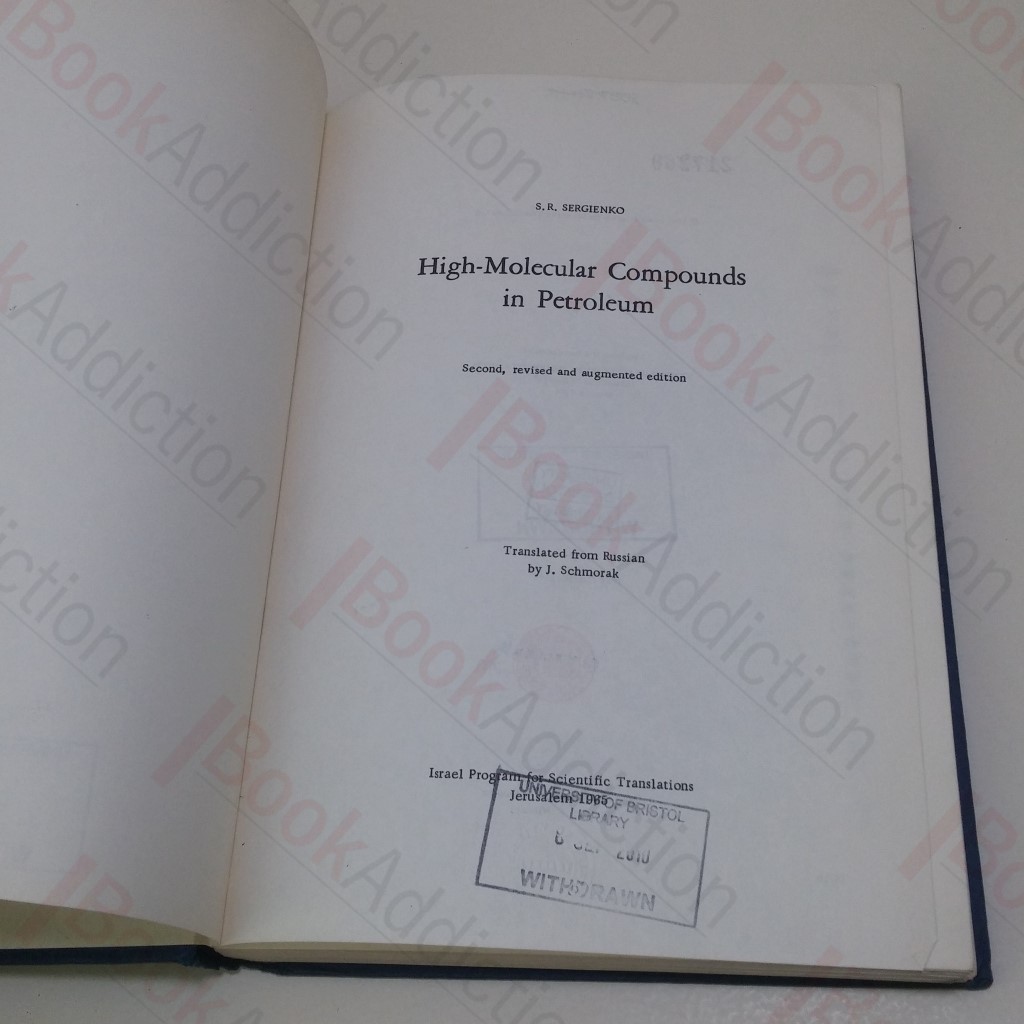 S. R. SERGIENKO
High-Molecular Compounds
in Petroleum
Second, revised and augmented edition
Translated from Russian
by J. Schmorak
Israel Program for Scientific Translations
Jerusalem 1965
UNIVERSITY OF BRISTOL
LIBRARY
WITHDRAWN
BookAddiction